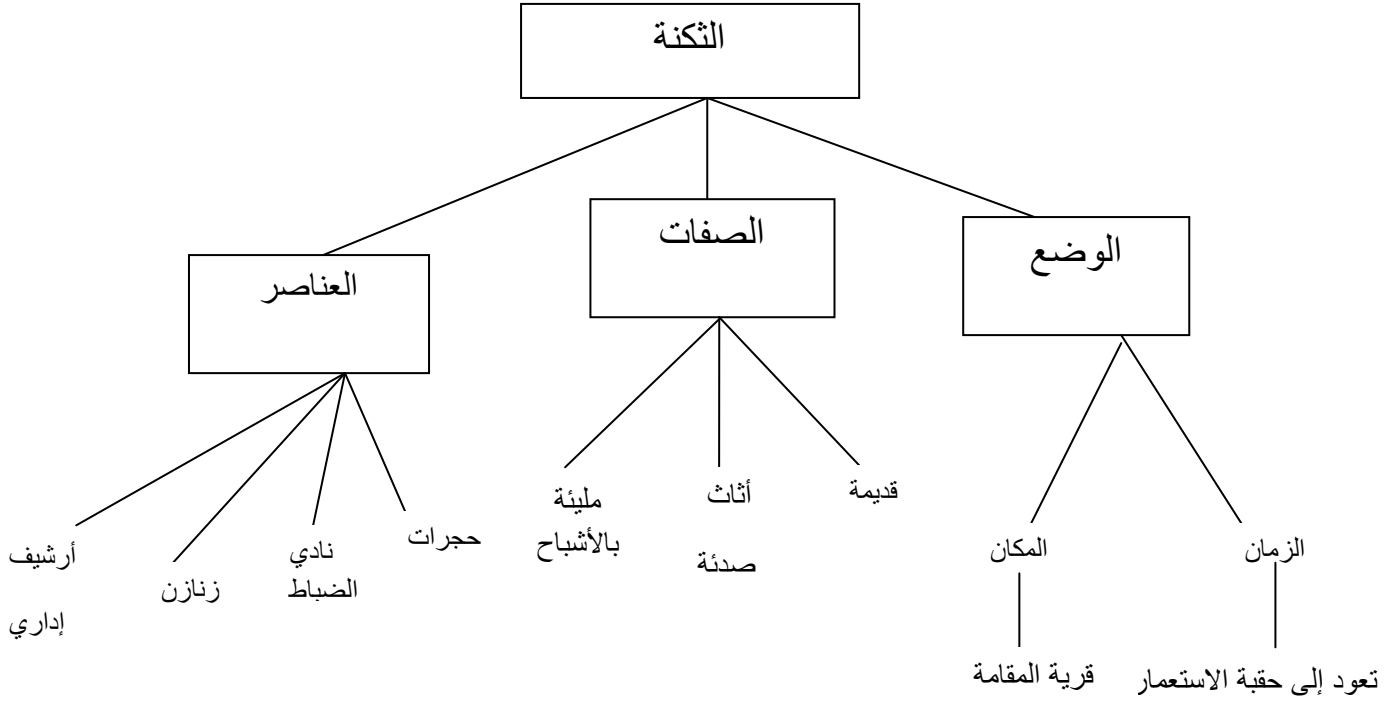 الثكنة
الوضع
الصفات
العناصر
الزمان
المكان
تعود إلى حقبة الاستعمار
قرية المقامة
قديمة
أثاث
صدئة
مليئة
بالأشباح
حجرات
نادي
الضباط
زنازن
أرشيف
إداري